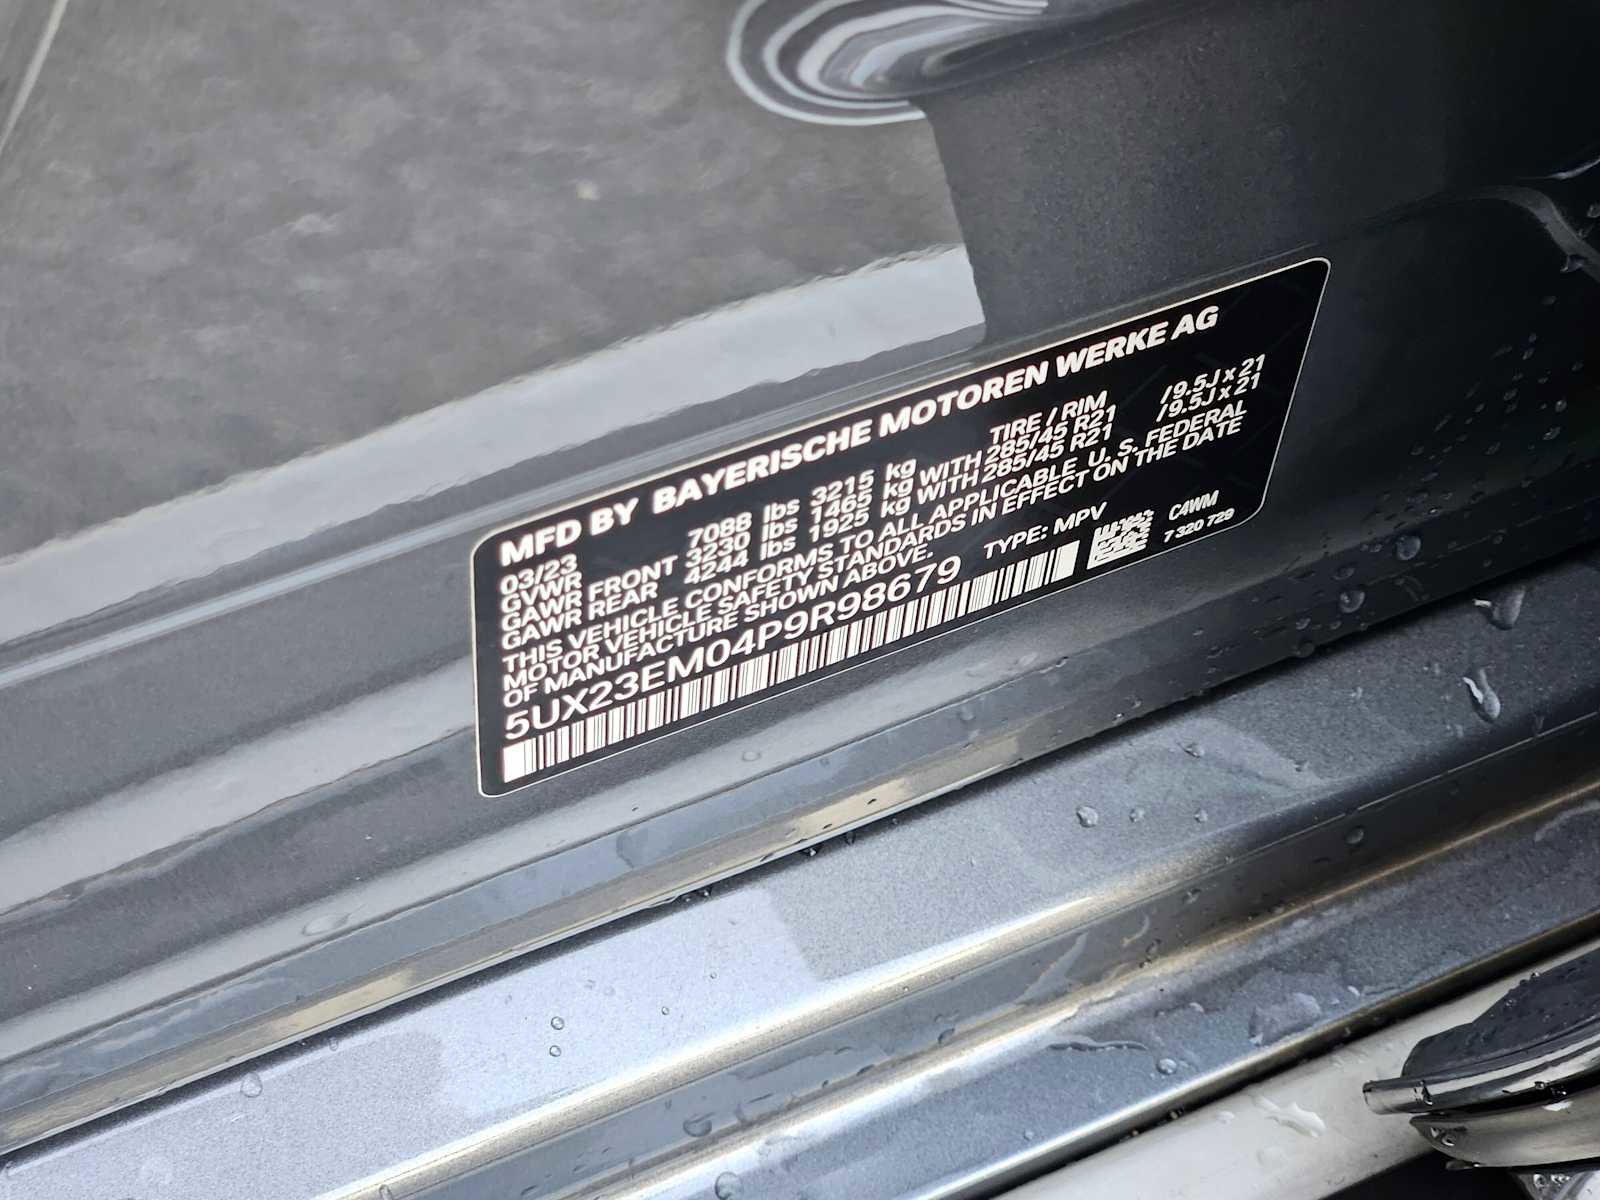 MFD BY BAYERISCHE MOTOREN WERKE AG
03/23 TIRE / RIM
GVWR 7088 lbs 3215 kg
GAWR FRONT 3230 lbs 1465 kg WITH 285/45 R21 / 9.5J x 21
GAWR REAR 4244 lbs 1925 kg WITH 285/45 R21 / 9.5J x 21
THIS VEHICLE CONFORMS TO ALL APPLICABLE U. S. FEDERAL
MOTOR VEHICLE SAFETY STANDARDS IN EFFECT ON THE DATE
OF MANUFACTURE SHOWN ABOVE.
5UX23EM04P9R98679 TYPE: MPV
C4WM
7 320 729